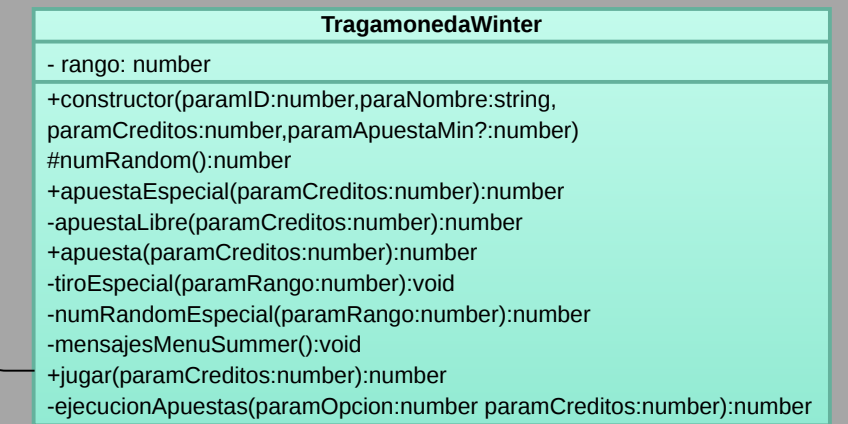 TragamonedaWinter
- rango: number
+constructor(paramID:number,paraNombre:string,
paramCreditos:number,paramApuestaMin?:number)
#numRandom():number
+apuestaEspecial(paramCreditos:number):number
-apuestaLibre(paramCreditos:number):number
+apuesta(paramCreditos:number):number
-tiroEspecial(paramRango:number):void
-numRandomEspecial(paramRango:number):number
-mensajesMenuSummer():void
+jugar(paramCreditos:number):number
-ejecucionApuestas(paramOpcion:number paramCreditos:number):number